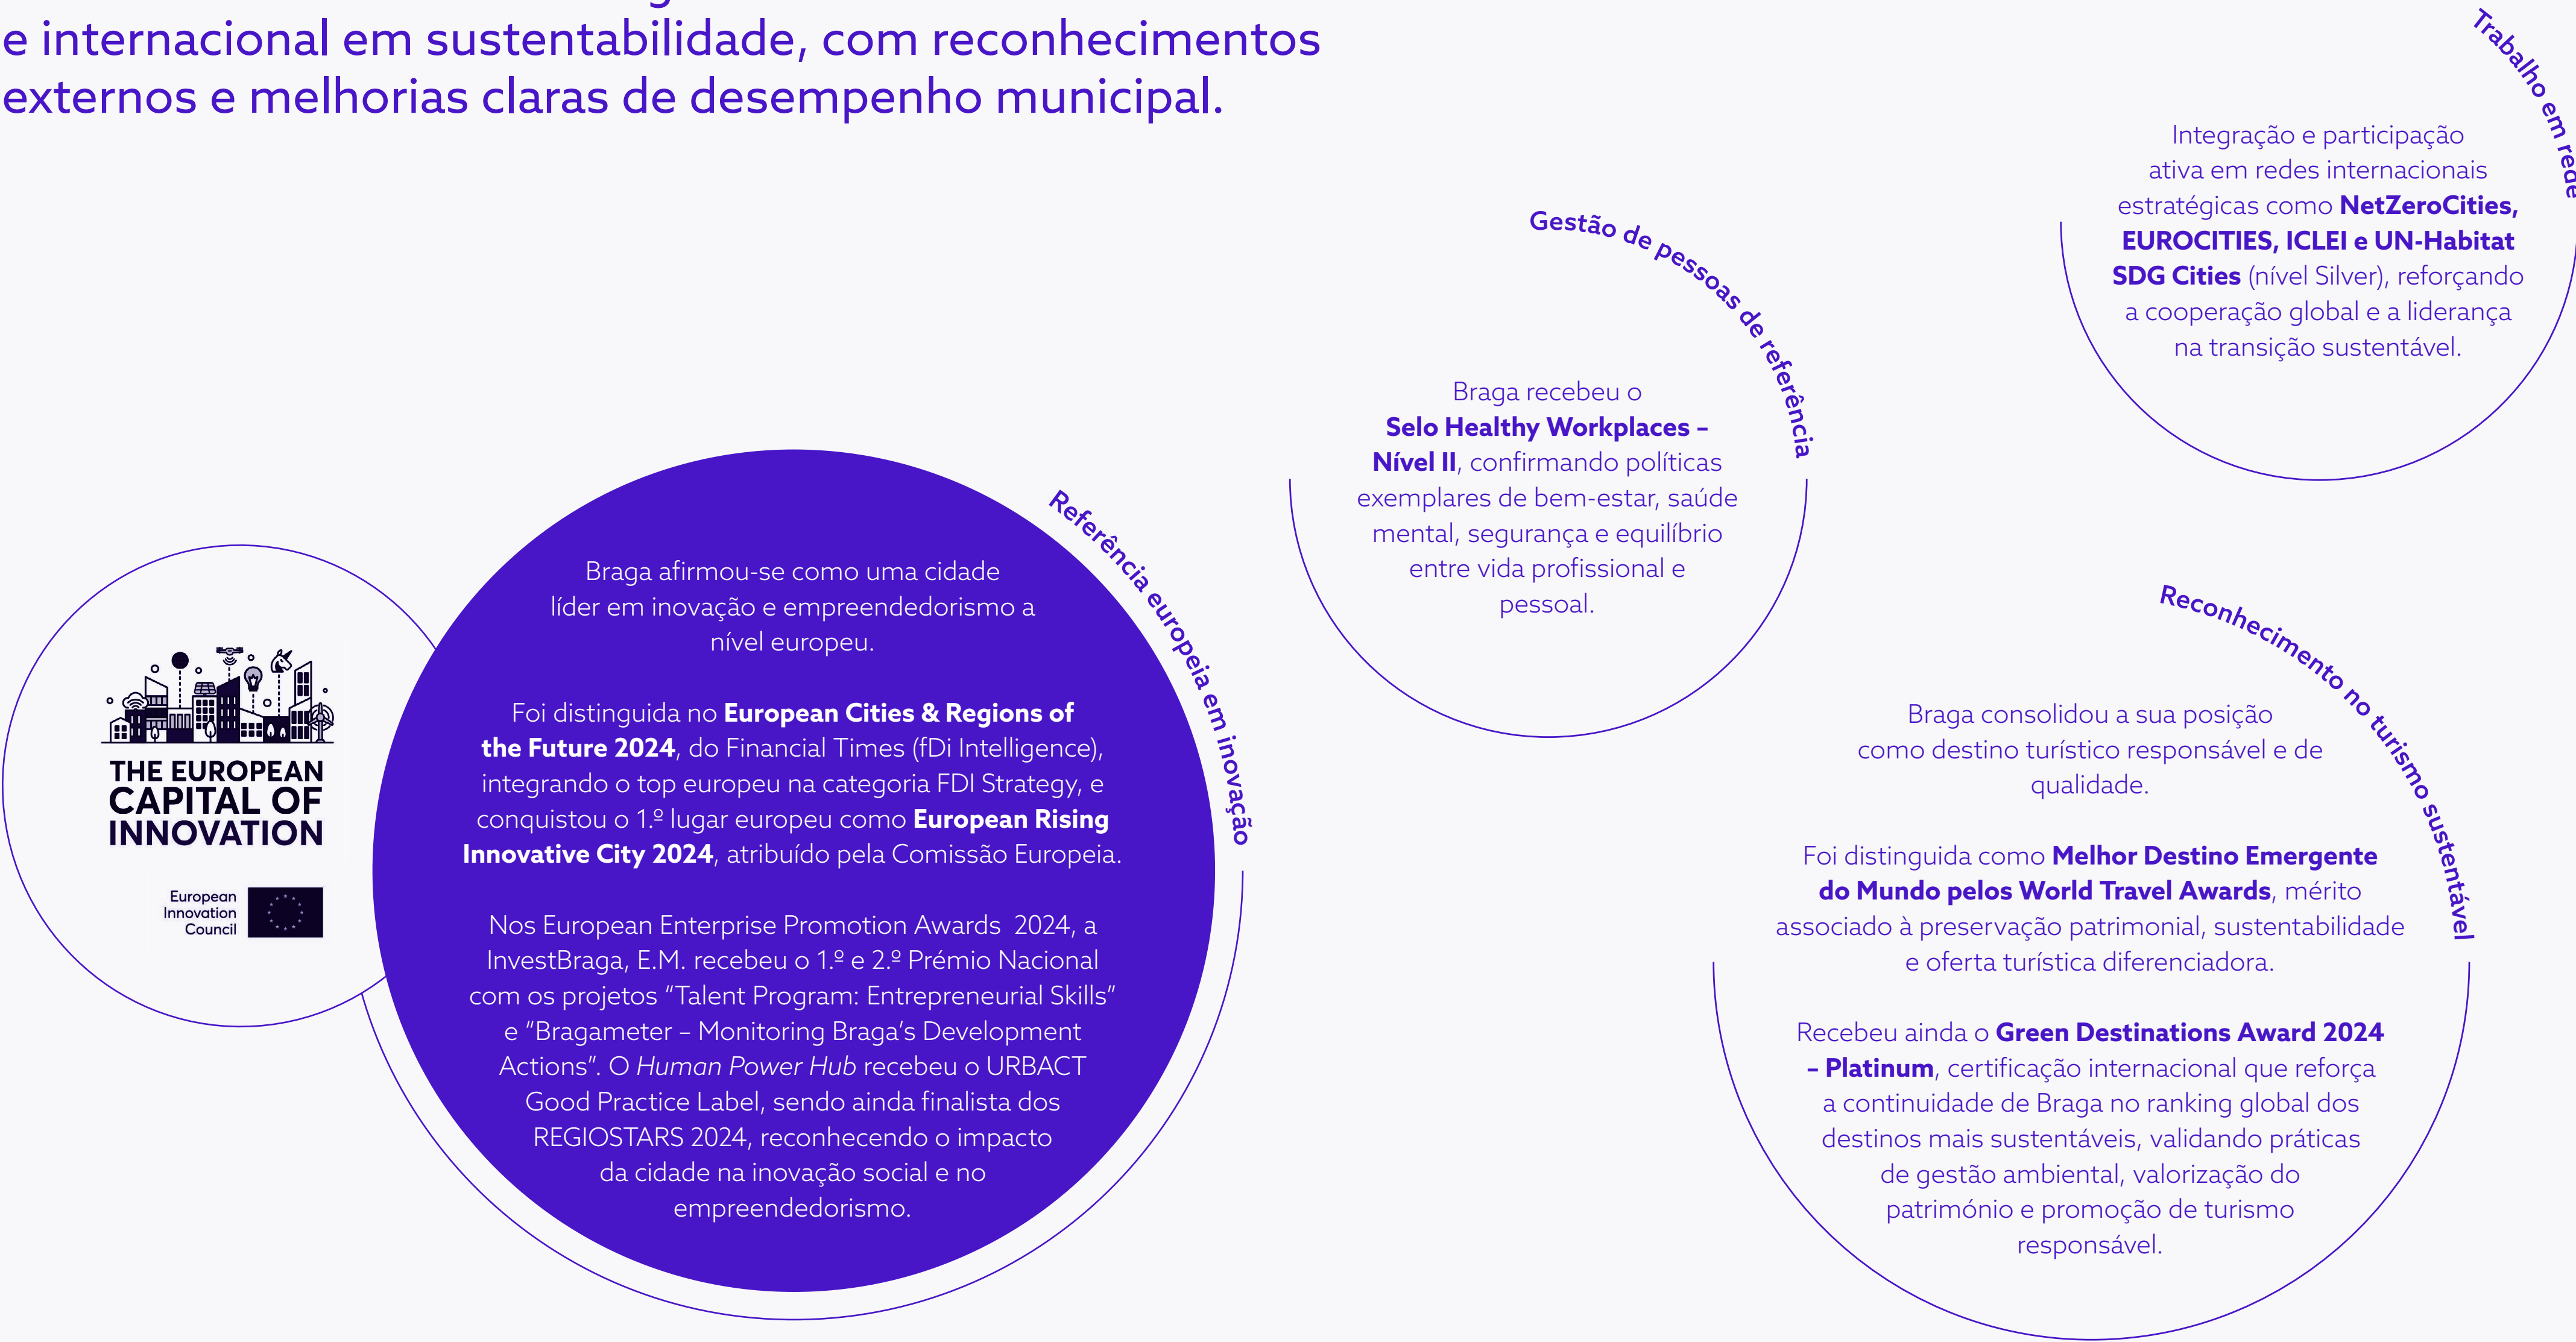 e internacional em sustentabilidade, com reconhecimentos
externos e melhorias claras de desempenho municipal.
THE EUROPEAN
CAPITAL OF
INNOVATION
European
Innovation
Council
Referência europeia em inovação
Braga afirmou-se como uma cidade
líder em inovação e empreendedorismo a
nível europeu.
Foi distinguida no European Cities & Regions of
the Future 2024, do Financial Times (fDi Intelligence),
integrando o top europeu na categoria FDI Strategy, e
conquistou o 1.º lugar europeu como European Rising
Innovative City 2024, atribuído pela Comissão Europeia.
Nos European Enterprise Promotion Awards  2024, a
InvestBraga, E.M. recebeu o 1.º e 2.º Prémio Nacional
com os projetos “Talent Program: Entrepreneurial Skills”
e “Bragameter – Monitoring Braga’s Development
Actions”. O Human Power Hub recebeu o URBACT
Good Practice Label, sendo ainda finalista dos
REGIOSTARS 2024, reconhecendo o impacto
da cidade na inovação social e no
empreendedorismo.
Gestão de pessoas de referência
Braga recebeu o
Selo Healthy Workplaces –
Nível II, confirmando políticas
exemplares de bem-estar, saúde
mental, segurança e equilíbrio
entre vida profissional e
pessoal.
Trabalho em rede
Integração e participação
ativa em redes internacionais
estratégicas como NetZeroCities,
EUROCITIES, ICLEI e UN-Habitat
SDG Cities (nível Silver), reforçando
a cooperação global e a liderança
na transição sustentável.
Reconhecimento no turismo sustentável
Braga consolidou a sua posição
como destino turístico responsável e de
qualidade.
Foi distinguida como Melhor Destino Emergente
do Mundo pelos World Travel Awards, mérito
associado à preservação patrimonial, sustentabilidade
e oferta turística diferenciadora.
Recebeu ainda o Green Destinations Award 2024
– Platinum, certificação internacional que reforça
a continuidade de Braga no ranking global dos
destinos mais sustentáveis, validando práticas
de gestão ambiental, valorização do
património e promoção de turismo
responsável.